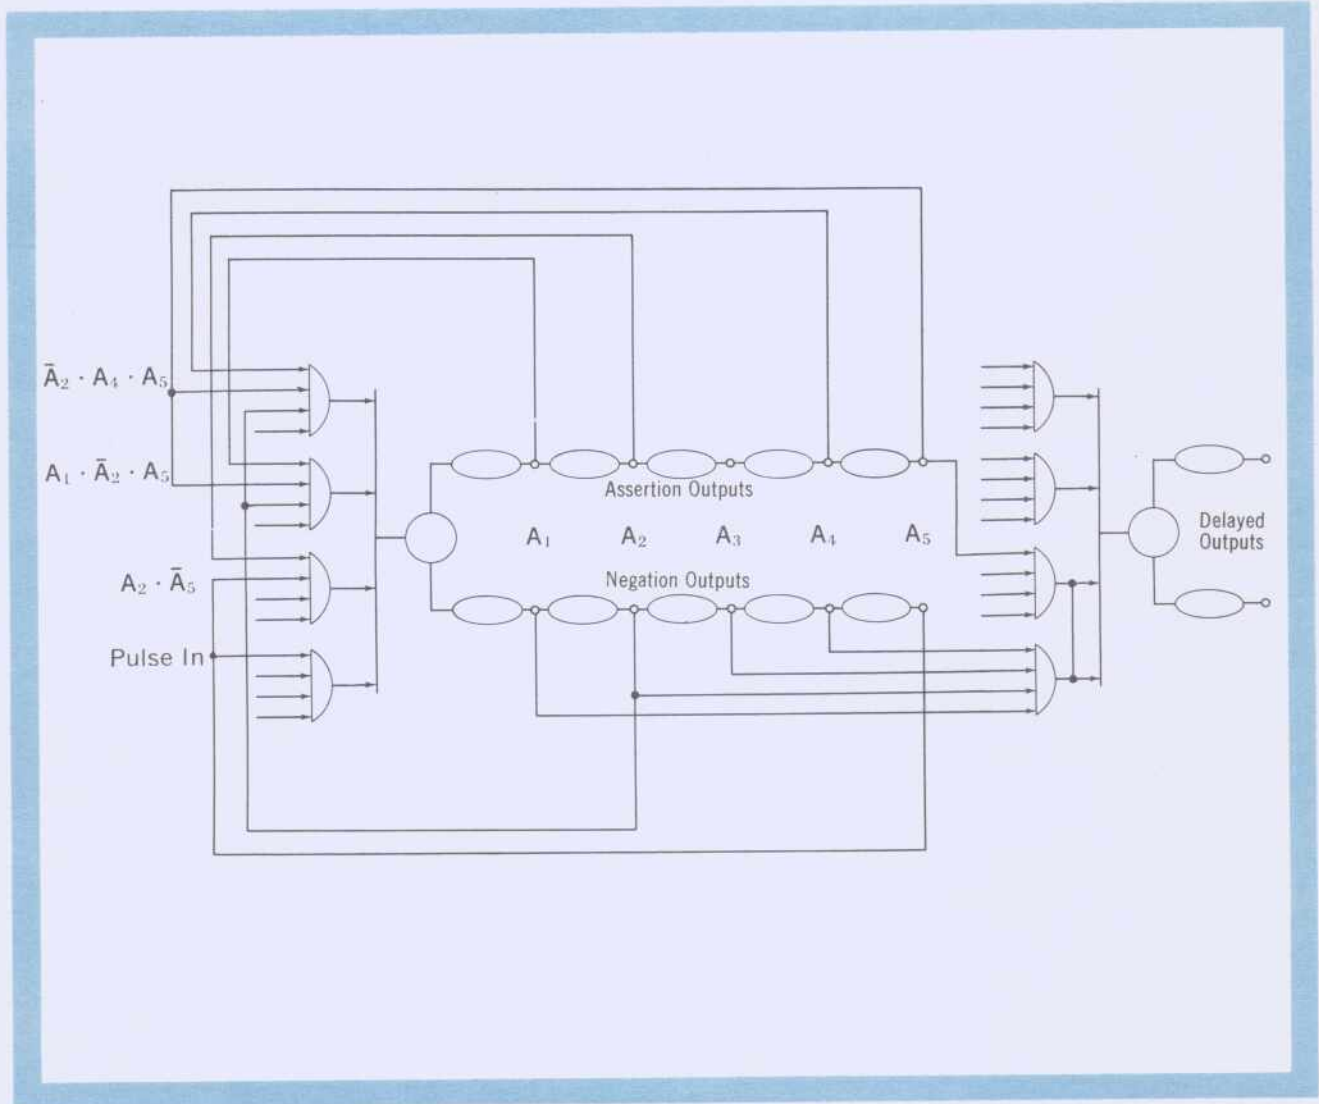 Ā₂ · A₄ · A₅
A₁ · Ā₂ · A₅
Assertion Outputs
A₁ A₂ A₃ A₄ A₅
Delayed
Outputs
A₂ · Ā₅
Negation Outputs
Pulse In